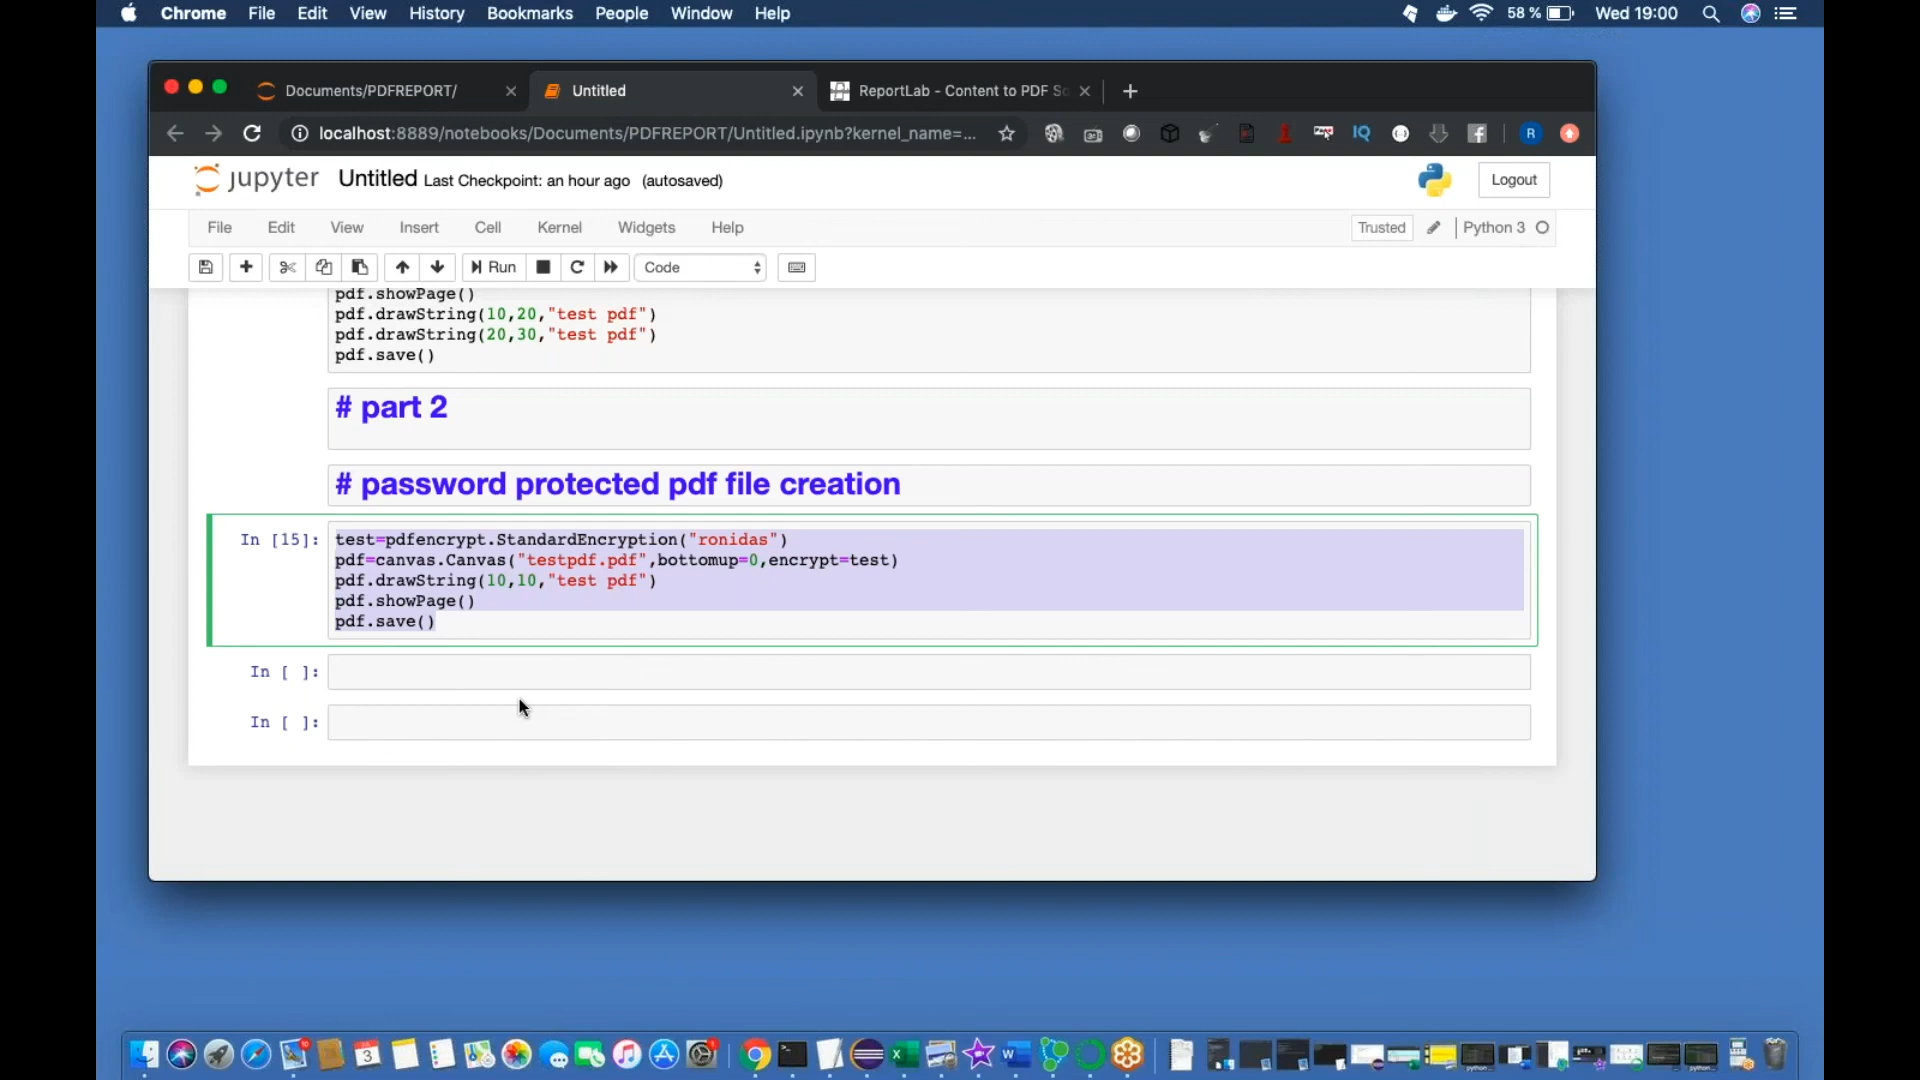 Chrome File Edit View History Bookmarks People Window Help 58 % Wed 19:00
Documents/PDFREPORT/ Untitled ReportLab - Content to PDF So
localhost:8889/notebooks/Documents/PDFREPORT/Untitled.ipynb?kernel_name=... IQ R
jupyter Untitled Last Checkpoint: an hour ago (autosaved) Logout
File Edit View Insert Cell Kernel Widgets Help Trusted Python 3
Run Code
pdf.showPage()
pdf.drawString(10,20,"test pdf")
pdf.drawString(20,30,"test pdf")
pdf.save()
# part 2
# password protected pdf file creation
In [15]: test=pdfencrypt.StandardEncryption("ronidas")
pdf=canvas.Canvas("testpdf.pdf",bottomup=0,encrypt=test)
pdf.drawString(10,10,"test pdf")
pdf.showPage()
pdf.save()
In [ ]:
In [ ]:
3